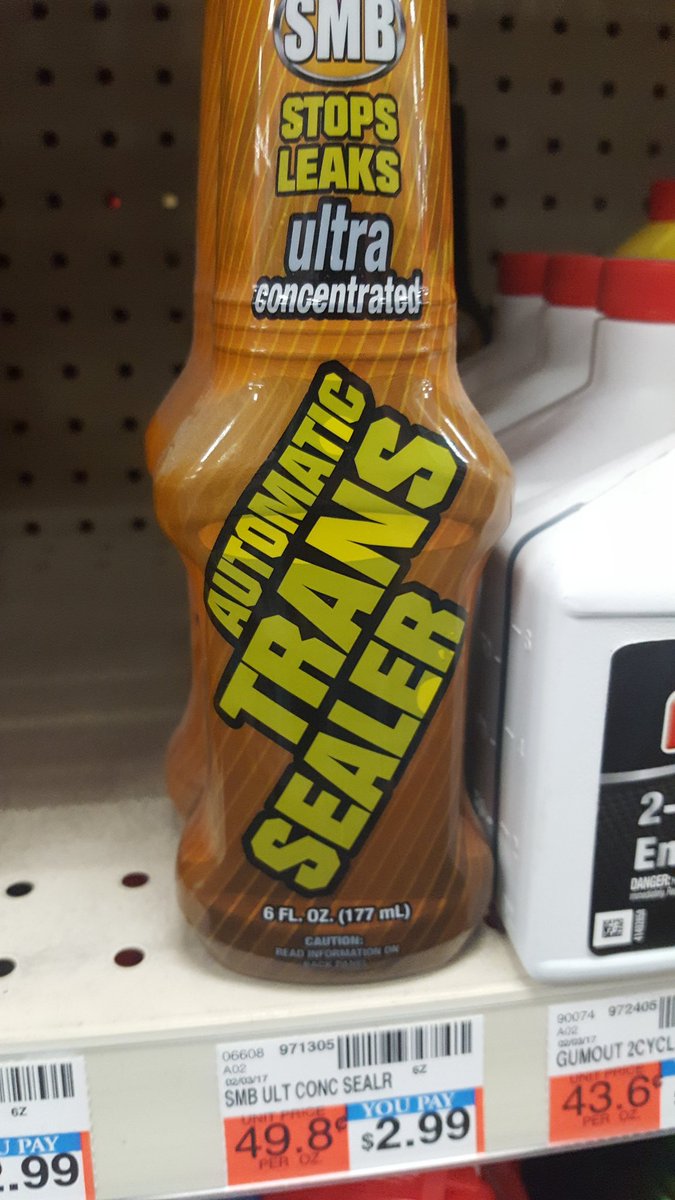 SMB
STOPS
LEAKS
ultra
concentrated
AUTOMATIC
TRANS
SEALER
6 FL. OZ. (177 mL)
CAUTION:
READ INFORMATION ON
BACK PANEL
2-
En
DANGER:
6Z
U PAY
.99
06608 971305
A02
02/03/17 6Z
SMB ULT CONC SEALR
UNIT PRICE YOU PAY
49.8¢ $2.99
PER OZ.
90074 972405
A02
02/03/17
GUMOUT 2CYCL
UNIT PRICE
43.6¢
PER OZ.